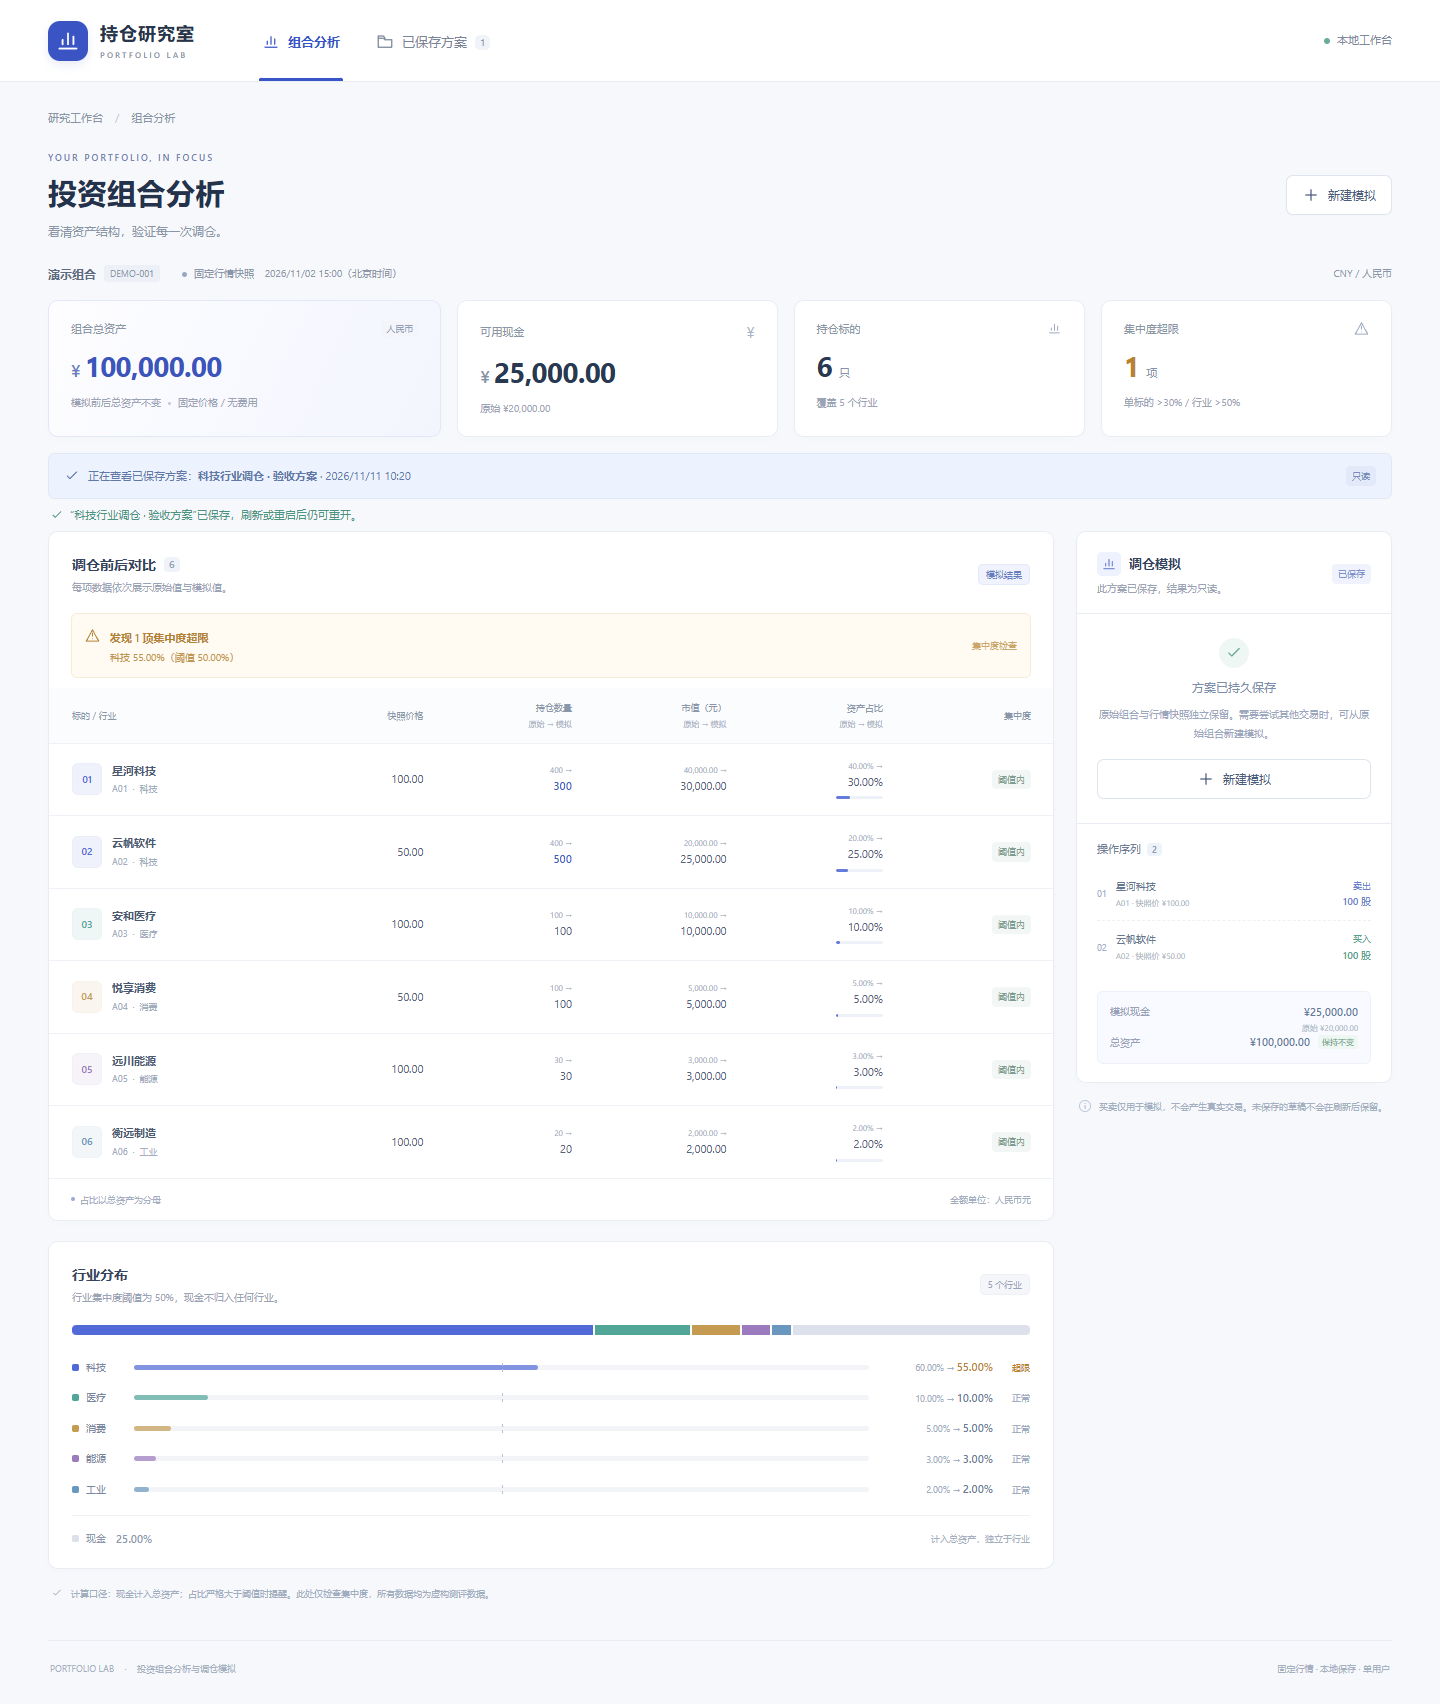 持仓研究室
PORTFOLIO LAB
组合分析
已保存方案 1
本地工作台
研究工作台 / 组合分析
YOUR PORTFOLIO, IN FOCUS
投资组合分析
看清资产结构，验证每一次调仓。
新建模拟
演示组合 DEMO-001 固定行情快照 2026/11/02 15:00（北京时间）
CNY / 人民币
组合总资产 人民币
¥ 100,000.00
模拟前后总资产不变 • 固定价格 / 无费用
可用现金 ¥
¥ 25,000.00
原始 ¥20,000.00
持仓标的
6 只
覆盖 5 个行业
集中度超限
1 项
单标的 >30% / 行业 >50%
正在查看已保存方案：科技行业调仓 · 验收方案 · 2026/11/11 10:20
只读
“科技行业调仓 · 验收方案”已保存，刷新或重启后仍可重开。
调仓前后对比 6
每项数据依次展示原始值与模拟值。
模拟结果
发现 1 项集中度超限
科技 55.00%（阈值 50.00%）
集中度检查
标的 / 行业 快照价格 持仓数量 市值（元） 资产占比 集中度
原始 → 模拟 原始 → 模拟 原始 → 模拟
01 星河科技 A01 · 科技 100.00 400 → 300 40,000.00 → 30,000.00 40.00% → 30.00% 阈值内
02 云帆软件 A02 · 科技 50.00 400 → 500 20,000.00 → 25,000.00 20.00% → 25.00% 阈值内
03 安和医疗 A03 · 医疗 100.00 100 → 100 10,000.00 → 10,000.00 10.00% → 10.00% 阈值内
04 悦享消费 A04 · 消费 50.00 100 → 100 5,000.00 → 5,000.00 5.00% → 5.00% 阈值内
05 远川能源 A05 · 能源 100.00 30 → 30 3,000.00 → 3,000.00 3.00% → 3.00% 阈值内
06 衡远制造 A06 · 工业 100.00 20 → 20 2,000.00 → 2,000.00 2.00% → 2.00% 阈值内
占比以总资产为分母
金额单位：人民币元
调仓模拟
此方案已保存，结果为只读。
已保存
方案已持久保存
原始组合与行情快照独立保留。需要尝试其他交易时，可从原
始组合新建模拟。
新建模拟
操作序列 2
01 星河科技 卖出
A01 · 快照价 ¥100.00 100 股
02 云帆软件 买入
A02 · 快照价 ¥50.00 100 股
模拟现金 ¥25,000.00
原始 ¥20,000.00
总资产 ¥100,000.00 保持不变
买卖仅用于模拟，不会产生真实交易。未保存的草稿不会在刷新后保留。
行业分布
行业集中度阈值为 50%，现金不归入任何行业。
5 个行业
科技 60.00% → 55.00% 超限
医疗 10.00% → 10.00% 正常
消费 5.00% → 5.00% 正常
能源 3.00% → 3.00% 正常
工业 2.00% → 2.00% 正常
现金 25.00% 计入总资产，独立于行业
计算口径：现金计入总资产；占比严格大于阈值时提醒。此处仅检查集中度，所有数据均为虚构测评数据。
PORTFOLIO LAB · 投资组合分析与调仓模拟
固定行情 · 本地保存 · 单用户